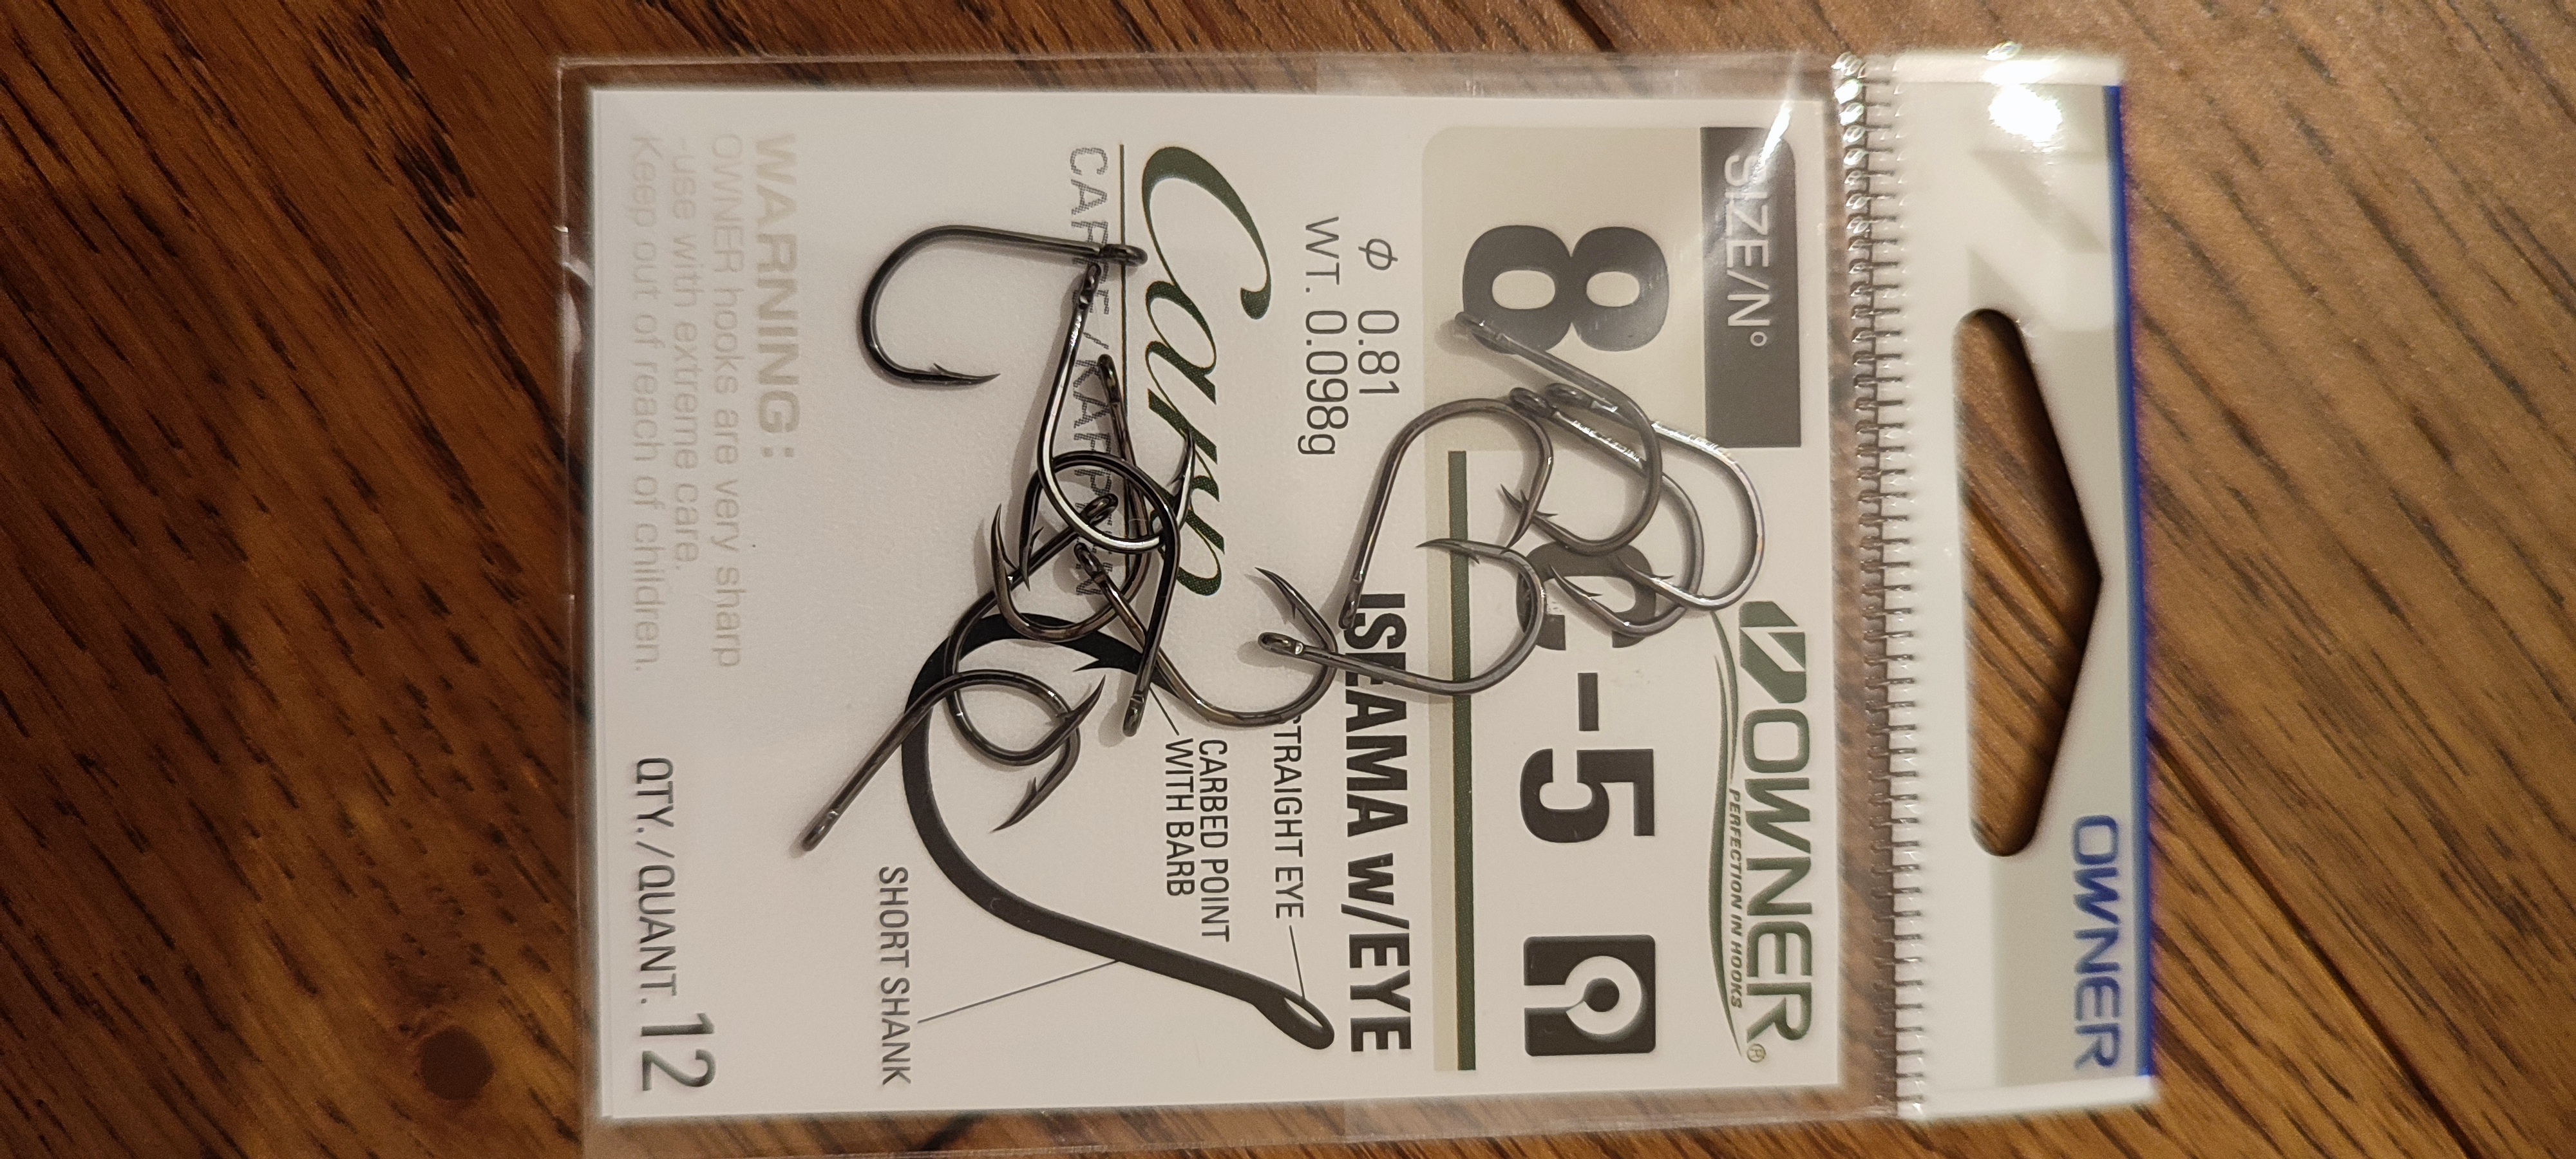 OWNER
OWNER®
PERFECTION IN HOOKS
SIZE/N°
8
-5
ISEAMA w/EYE
φ 0.81
WT. 0.098g
Carp
STRAIGHT EYE
CARBED POINT
WITH BARB
SHORT SHANK
WARNING:
OWNER hooks are very sharp
-use with extreme care.
Keep out of reach of children.
QTY./QUANT. 12